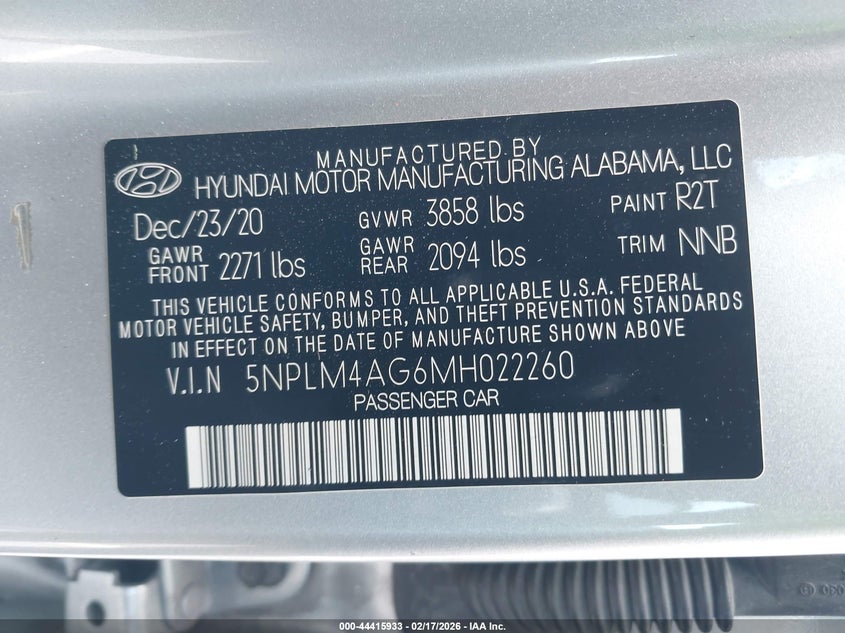 MANUFACTURED BY
HYUNDAI MOTOR MANUFACTURING ALABAMA, LLC
Dec/23/20 GVWR 3858 lbs PAINT R2T
GAWR FRONT 2271 lbs GAWR REAR 2094 lbs TRIM NNB
THIS VEHICLE CONFORMS TO ALL APPLICABLE U.S.A. FEDERAL
MOTOR VEHICLE SAFETY, BUMPER, AND THEFT PREVENTION STANDARDS
IN EFFECT ON THE DATE OF MANUFACTURE SHOWN ABOVE
V.I.N 5NPLM4AG6MH022260
PASSENGER CAR
000-44415933 - 02/17/2026 - IAA Inc.